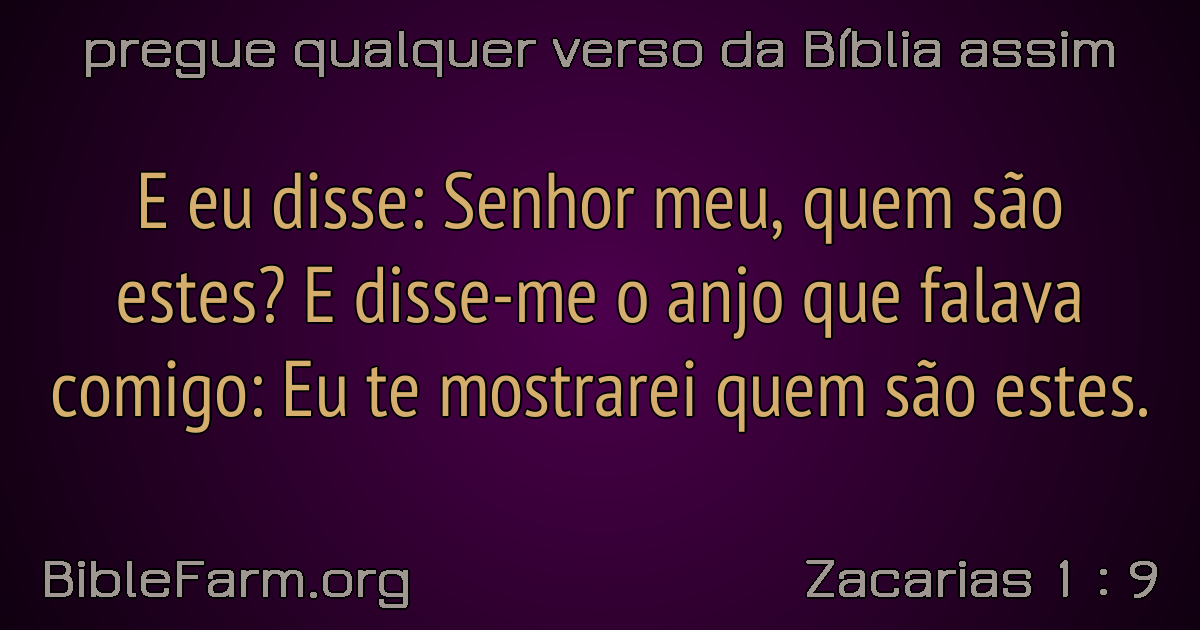 pregue qualquer verso da Bíblia assim
E eu disse: Senhor meu, quem são
estes? E disse-me o anjo que falava
comigo: Eu te mostrarei quem são estes.
BibleFarm.org
Zacarias 1 : 9